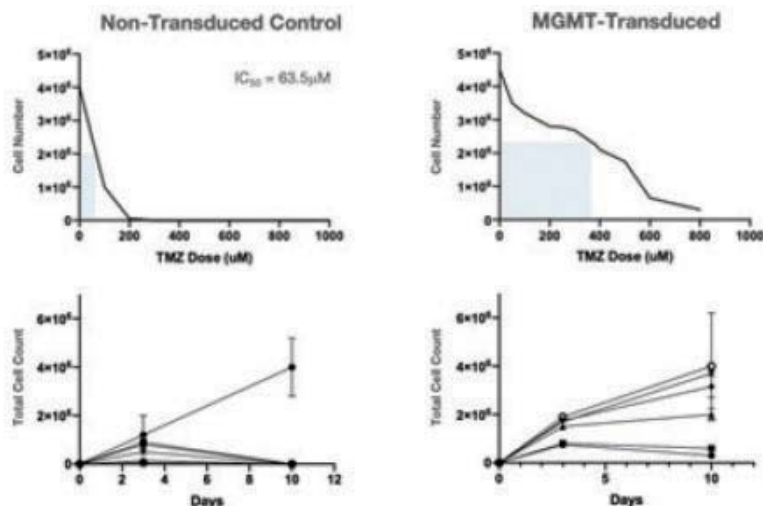 Non-Transduced Control
IC₅₀ = 63.5µM
Cell Number
5×10⁶
4×10⁶
3×10⁶
2×10⁶
1×10⁶
0
0 200 400 600 800 1000
TMZ Dose (uM)
MGMT-Transduced
Cell Number
5×10⁶
4×10⁶
3×10⁶
2×10⁶
1×10⁶
0
0 200 400 600 800 1000
TMZ Dose (uM)
Total Cell Count
6×10⁶
4×10⁶
2×10⁶
0
0 2 4 6 8 10 12
Days
Total Cell Count
6×10⁶
4×10⁶
2×10⁶
0
0 5 10
Days